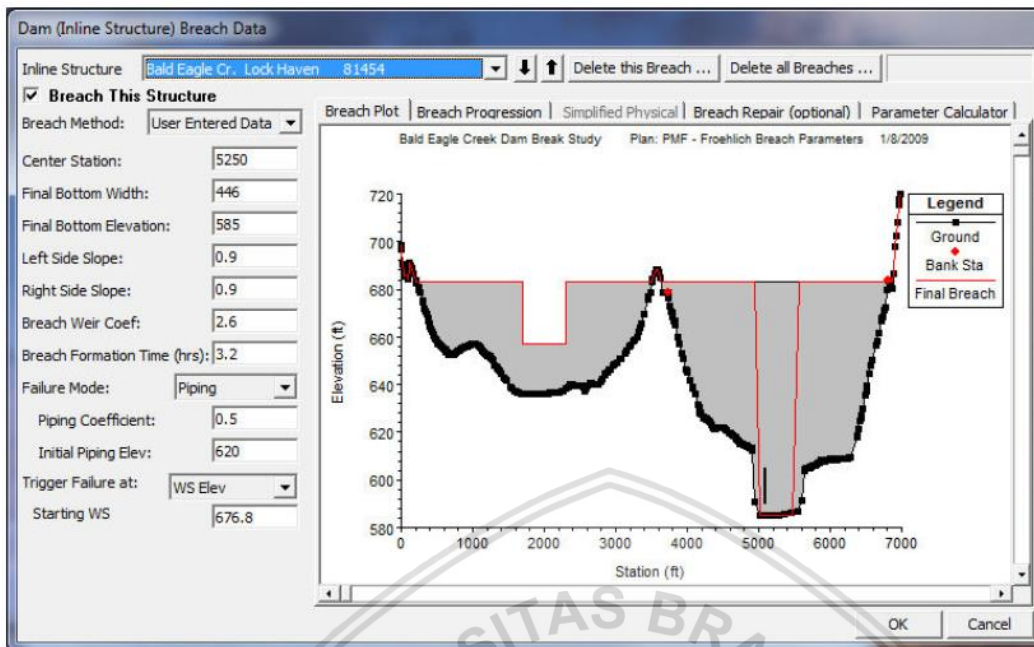 Dam (Inline Structure) Breach Data
Inline Structure Bald Eagle Cr. Lock Haven 81454 Delete this Breach ... Delete all Breaches ...
Breach This Structure
Breach Method: User Entered Data
Center Station: 5250
Final Bottom Width: 446
Final Bottom Elevation: 585
Left Side Slope: 0.9
Right Side Slope: 0.9
Breach Weir Coef: 2.6
Breach Formation Time (hrs): 3.2
Failure Mode: Piping
Piping Coefficient: 0.5
Initial Piping Elev: 620
Trigger Failure at: WS Elev
Starting WS 676.8
Breach Plot Breach Progression Simplified Physical Breach Repair (optional) Parameter Calculator
Bald Eagle Creek Dam Break Study Plan: PMF - Froehlich Breach Parameters 1/8/2009
720
700
680
660
640
620
600
580
Elevation (ft)
0 1000 2000 3000 4000 5000 6000 7000
Station (ft)
Legend
Ground
Bank Sta
Final Breach
OK Cancel
SITAS BRA